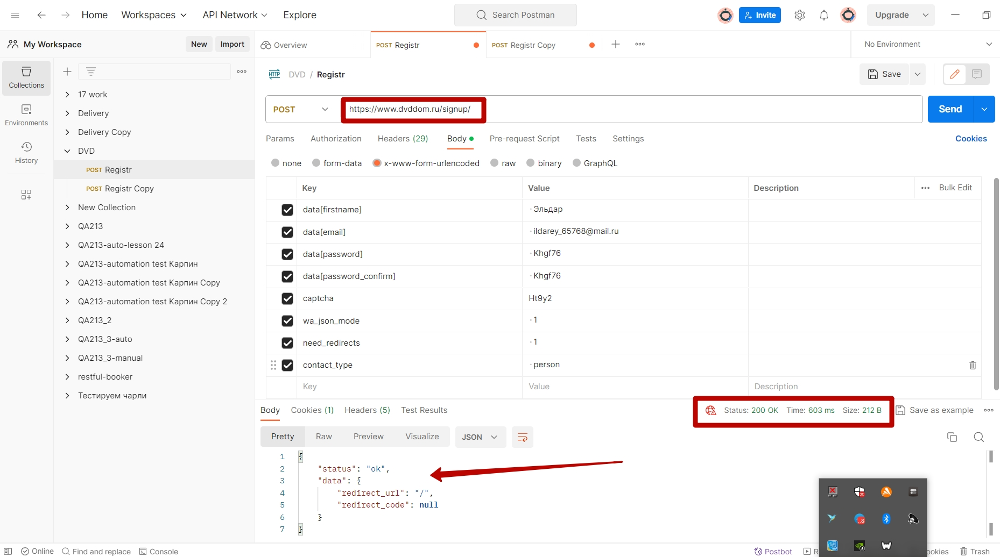 Home Workspaces API Network Explore Search Postman Invite Upgrade
My Workspace New Import Overview POST Registr POST Registr Copy No Environment
Collections
Environments
History
17 work
Delivery
Delivery Copy
DVD
POST Registr
POST Registr Copy
New Collection
QA213
QA213-auto-lesson 24
QA213-automation test Карпин
QA213-automation test Карпин Copy
QA213-automation test Карпин Copy 2
QA213_2
QA213_3-auto
QA213_3-manual
restful-booker
Тестируем чарли
HTTP DVD / Registr Save
POST https://www.dvddom.ru/signup/ Send
Params Authorization Headers (29) Body Pre-request Script Tests Settings Cookies
none form-data x-www-form-urlencoded raw binary GraphQL
Key Value Description Bulk Edit
data[firstname] Эльдар
data[email] ildarey_65768@mail.ru
data[password] Khgf76
data[password_confirm] Khgf76
captcha Ht9y2
wa_json_mode 1
need_redirects 1
contact_type person
Key Value Description
Body Cookies (1) Headers (5) Test Results Status: 200 OK Time: 603 ms Size: 212 B Save as example
Pretty Raw Preview Visualize JSON
1 {
2 "status": "ok",
3 "data": {
4 "redirect_url": "/",
5 "redirect_code": null
6 }
7 }
Online Find and replace Console Postbot R ookies Trash